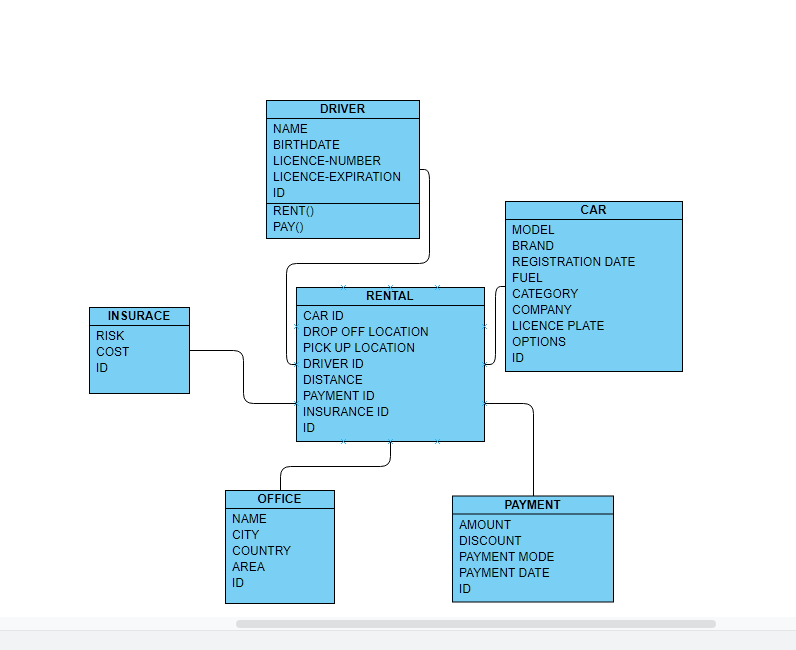 DRIVER
NAME
BIRTHDATE
LICENCE-NUMBER
LICENCE-EXPIRATION
ID
RENT()
PAY()
CAR
MODEL
BRAND
REGISTRATION DATE
FUEL
CATEGORY
COMPANY
LICENCE PLATE
OPTIONS
ID
RENTAL
CAR ID
DROP OFF LOCATION
PICK UP LOCATION
DRIVER ID
DISTANCE
PAYMENT ID
INSURANCE ID
ID
INSURACE
RISK
COST
ID
OFFICE
NAME
CITY
COUNTRY
AREA
ID
PAYMENT
AMOUNT
DISCOUNT
PAYMENT MODE
PAYMENT DATE
ID